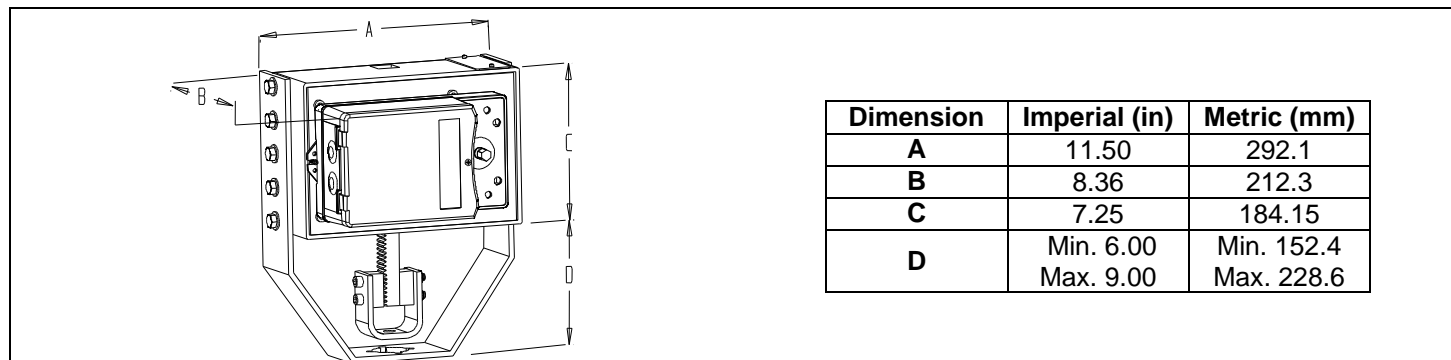 A
B
C
D
Dimension Imperial (in) Metric (mm)
A 11.50 292.1
B 8.36 212.3
C 7.25 184.15
D Min. 6.00 Min. 152.4
Max. 9.00 Max. 228.6